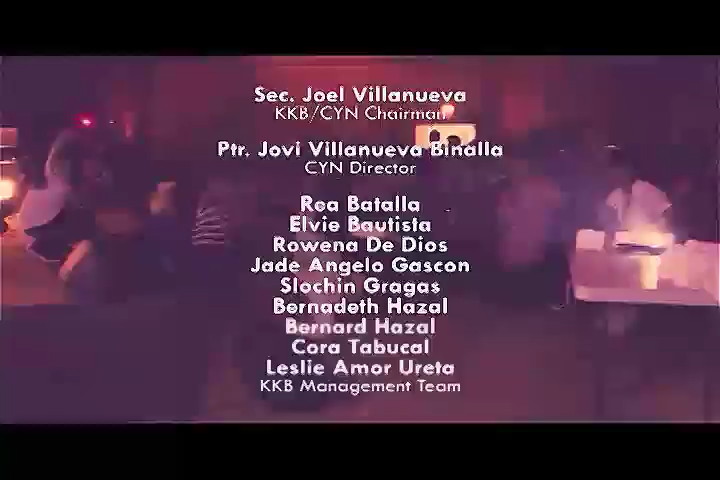 Sec. Joel Villanueva
KKB/CYN Chairman
Ptr. Jovi Villanueva Binalla
CYN Director
Rea Batalla
Elvie Bautista
Rowena De Dios
Jade Angelo Gascon
Slochin Gragas
Bernadeth Hazal
Bernard Hazal
Cora Tabucal
Leslie Amor Ureta
KKB Management Team